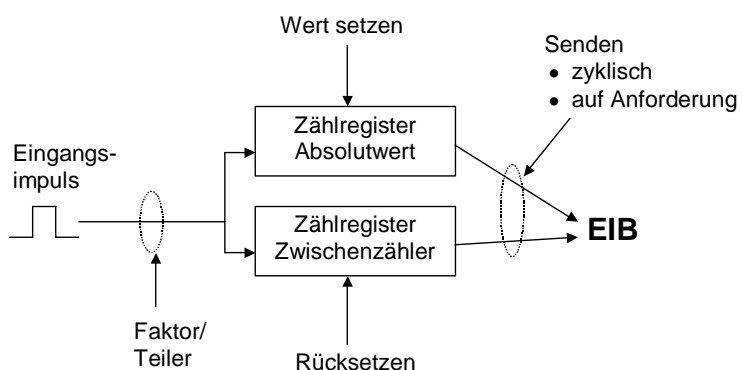 Wert setzen
Senden
• zyklisch
• auf Anforderung
Zählregister
Absolutwert
Eingangs-
impuls
Zählregister
Zwischenzähler
EIB
Faktor/
Teiler
Rücksetzen